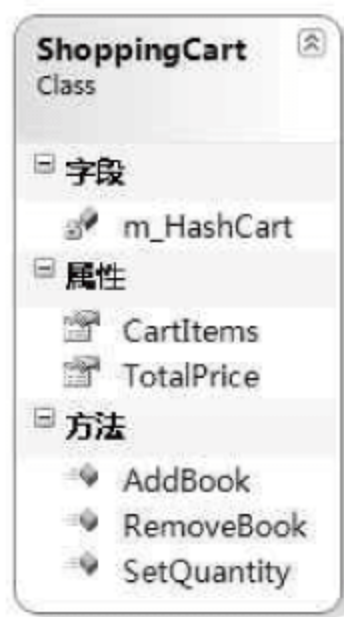 ShoppingCart
Class
字段
m_HashCart
属性
CartItems
TotalPrice
方法
AddBook
RemoveBook
SetQuantity